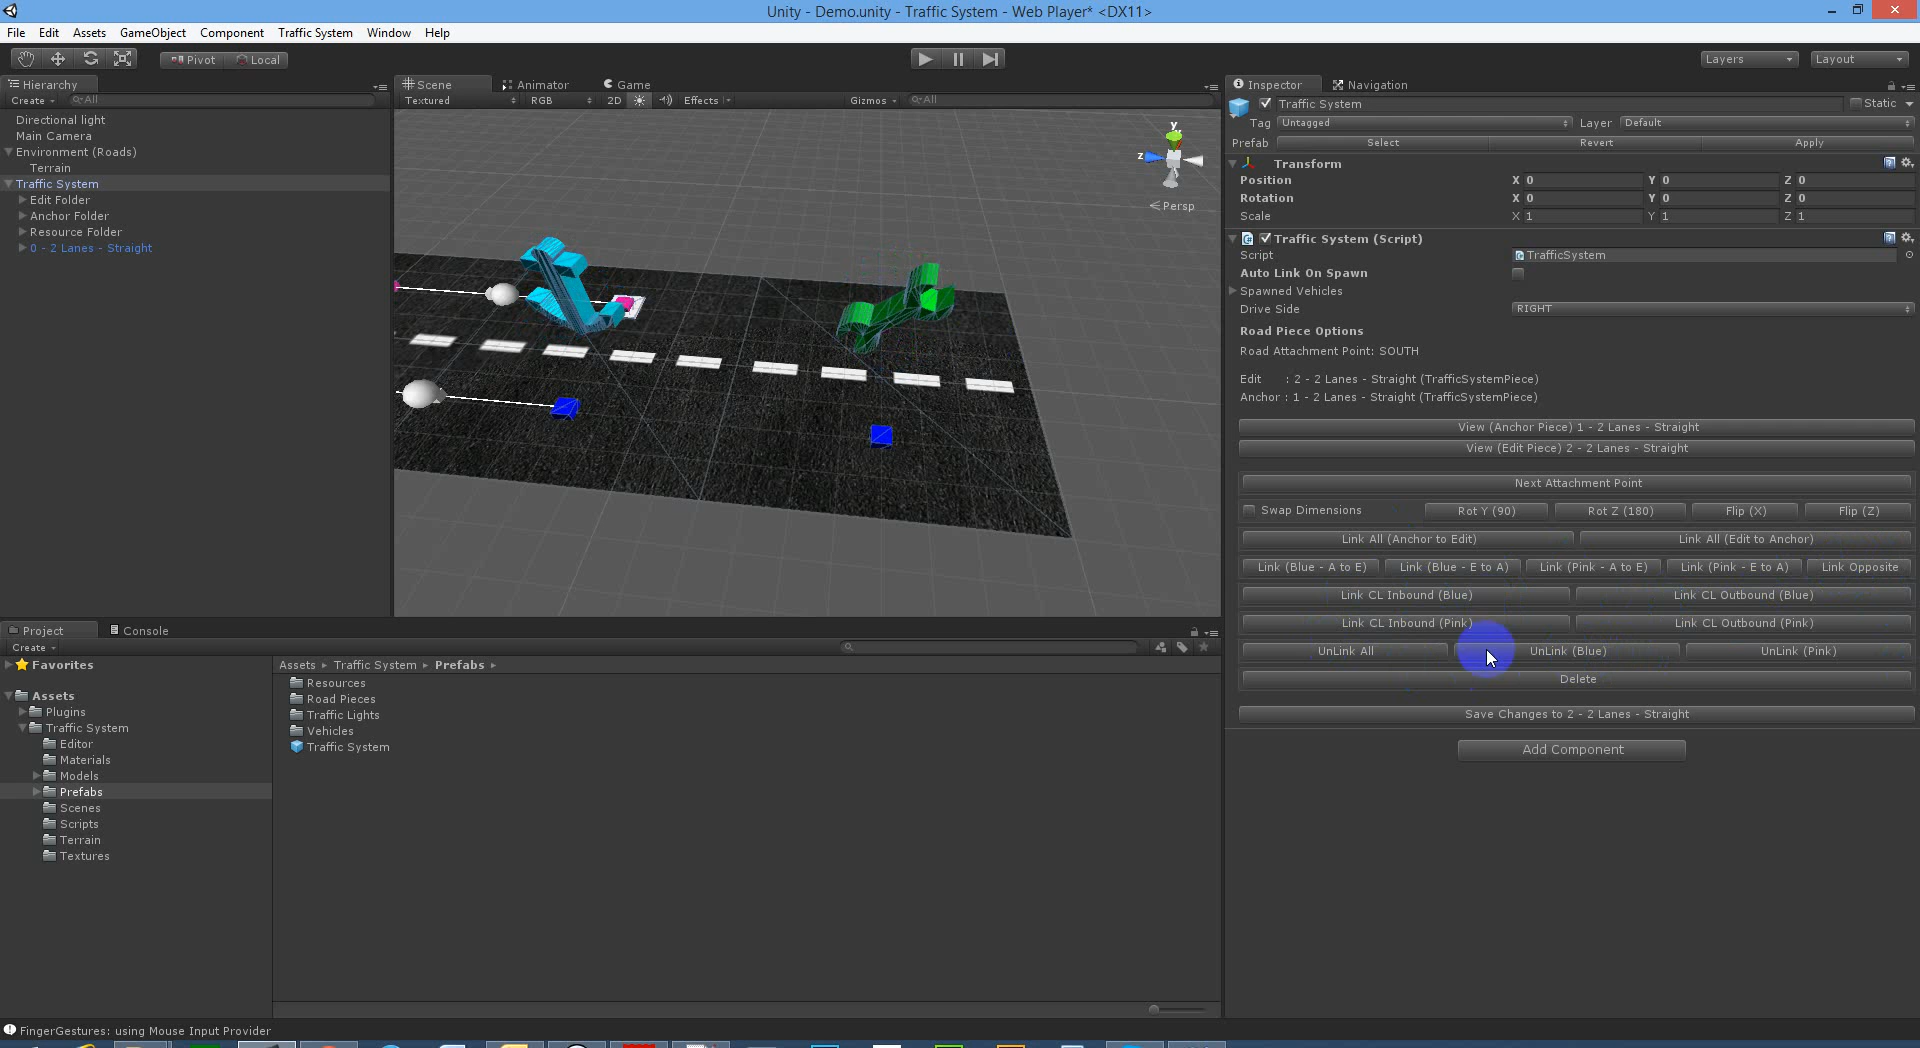 Unity - Demo.unity - Traffic System - Web Player* <DX11>
File Edit Assets GameObject Component Traffic System Window Help
Pivot Local Layers Layout
Hierarchy
Create All
Directional light
Main Camera
Environment (Roads)
Terrain
Traffic System
Edit Folder
Anchor Folder
Resource Folder
0 - 2 Lanes - Straight
Scene Animator Game
Textured RGB 2D Effects Gizmos All
y
z
Persp
Inspector Navigation
Traffic System Static
Tag Untagged Layer Default
Prefab Select Revert Apply
Transform
Position X 0 Y 0 Z 0
Rotation X 0 Y 0 Z 0
Scale X 1 Y 1 Z 1
Traffic System (Script)
Script TrafficSystem
Auto Link On Spawn
Spawned Vehicles
Drive Side RIGHT
Road Piece Options
Road Attachment Point: SOUTH
Edit : 2 - 2 Lanes - Straight (TrafficSystemPiece)
Anchor : 1 - 2 Lanes - Straight (TrafficSystemPiece)
View (Anchor Piece) 1 - 2 Lanes - Straight
View (Edit Piece) 2 - 2 Lanes - Straight
Next Attachment Point
Swap Dimensions Rot Y (90) Rot Z (180) Flip (X) Flip (Z)
Link All (Anchor to Edit) Link All (Edit to Anchor)
Link (Blue - A to E) Link (Blue - E to A) Link (Pink - A to E) Link (Pink - E to A) Link Opposite
Link CL Inbound (Blue) Link CL Outbound (Blue)
Link CL Inbound (Pink) Link CL Outbound (Pink)
UnLink All UnLink (Blue) UnLink (Pink)
Delete
Save Changes to 2 - 2 Lanes - Straight
Add Component
Project Console
Create
Favorites
Assets
Plugins
Traffic System
Editor
Materials
Models
Prefabs
Scenes
Scripts
Terrain
Textures
Assets Traffic System Prefabs
Resources
Road Pieces
Traffic Lights
Vehicles
Traffic System
FingerGestures: using Mouse Input Provider